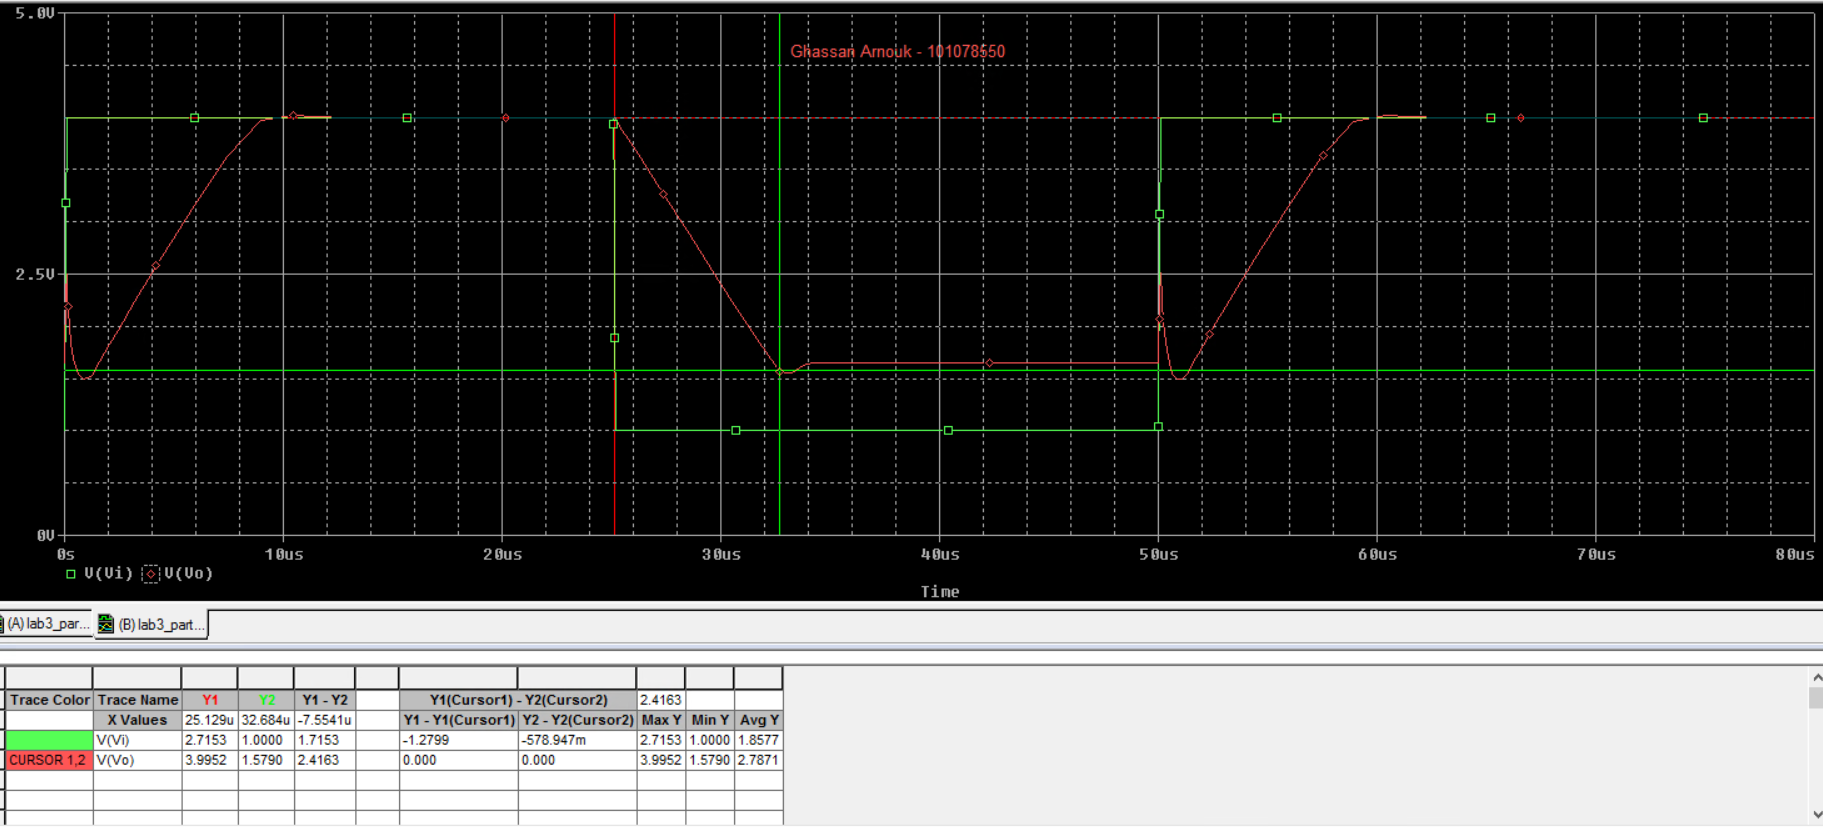 5.0V
Ghassan Arnouk - 101078550
2.5V
0V
0s 10us 20us 30us 40us 50us 60us 70us 80us
V(Vi) V(Vo)
Time
(A) lab3_par... (B) lab3_part...
Trace Color Trace Name Y1 Y2 Y1 - Y2 Y1(Cursor1) - Y2(Cursor2) 2.4163
X Values 25.129u 32.684u -7.5541u Y1 - Y1(Cursor1) Y2 - Y2(Cursor2) Max Y Min Y Avg Y
V(Vi) 2.7153 1.0000 1.7153 -1.2799 -578.947m 2.7153 1.0000 1.8577
CURSOR 1,2 V(Vo) 3.9952 1.5790 2.4163 0.000 0.000 3.9952 1.5790 2.7871